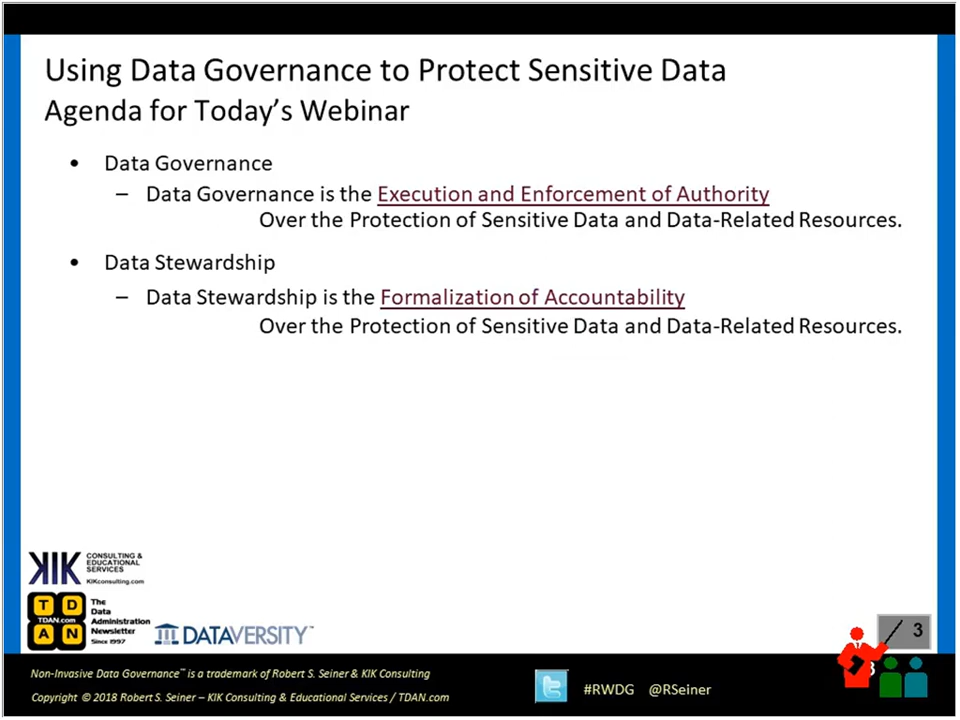 Using Data Governance to Protect Sensitive Data
Agenda for Today's Webinar
• Data Governance
– Data Governance is the Execution and Enforcement of Authority
Over the Protection of Sensitive Data and Data-Related Resources.
• Data Stewardship
– Data Stewardship is the Formalization of Accountability
Over the Protection of Sensitive Data and Data-Related Resources.
KIK CONSULTING &
EDUCATIONAL
SERVICES
KIKconsulting.com
T D
TDAN.com
A N
The
Data
Administration
Newsletter
Since 1997
DATAVERSITY™
3
3
Non-Invasive Data Governance™ is a trademark of Robert S. Seiner & KIK Consulting
Copyright © 2018 Robert S. Seiner – KIK Consulting & Educational Services / TDAN.com
#RWDG @RSeiner